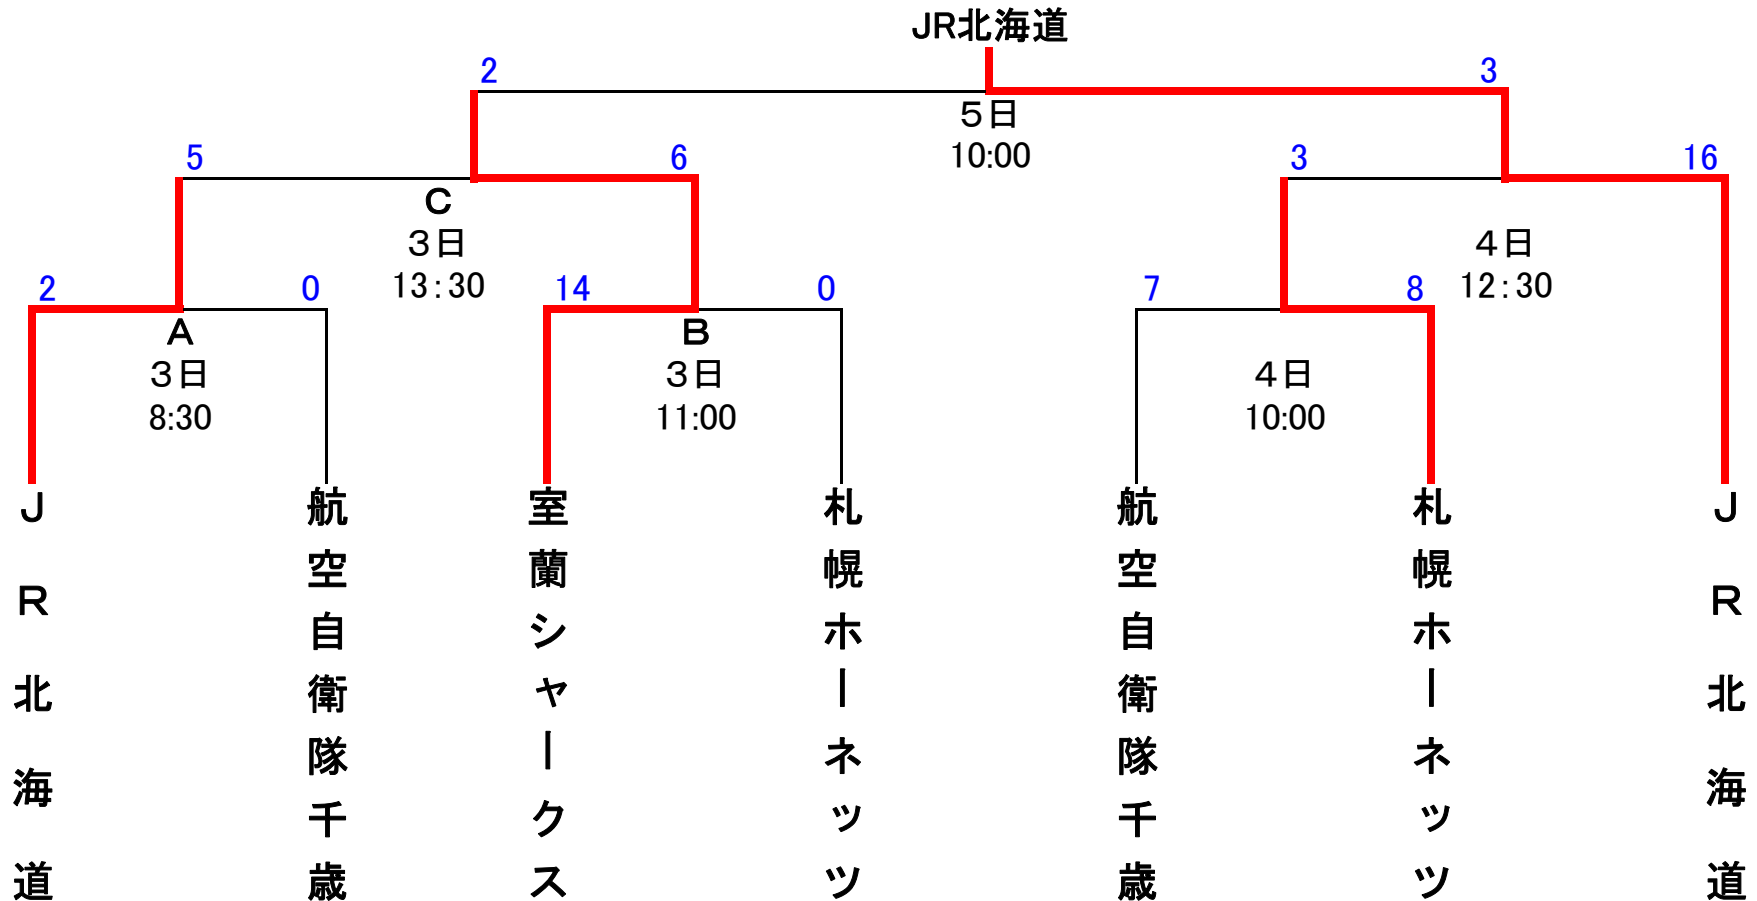 JR北海道
2
3
５日
10:00
5
6
3
16
Ｃ
３日
13:30
４日
12:30
2
0
14
0
7
8
Ａ
３日
8:30
Ｂ
３日
11:00
４日
10:00
ＪＲ北海道
航空自衛隊千歳
室蘭シャークス
札幌ホーネッツ
航空自衛隊千歳
札幌ホーネッツ
ＪＲ北海道